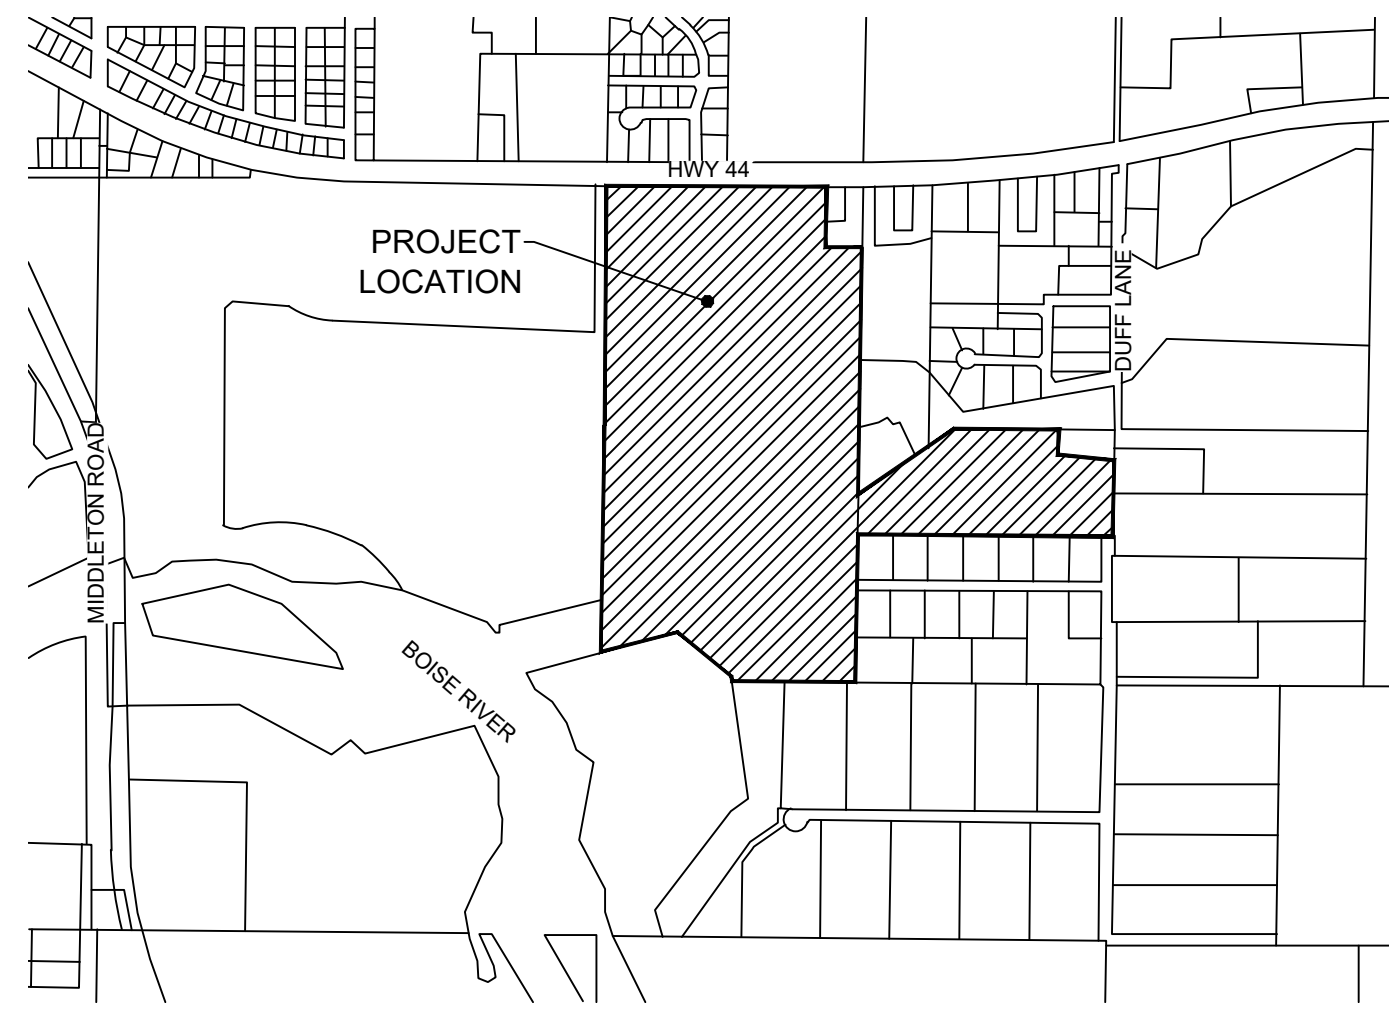 HWY 44
PROJECT
LOCATION
DUFF LANE
MIDDLETON ROAD
BOISE RIVER